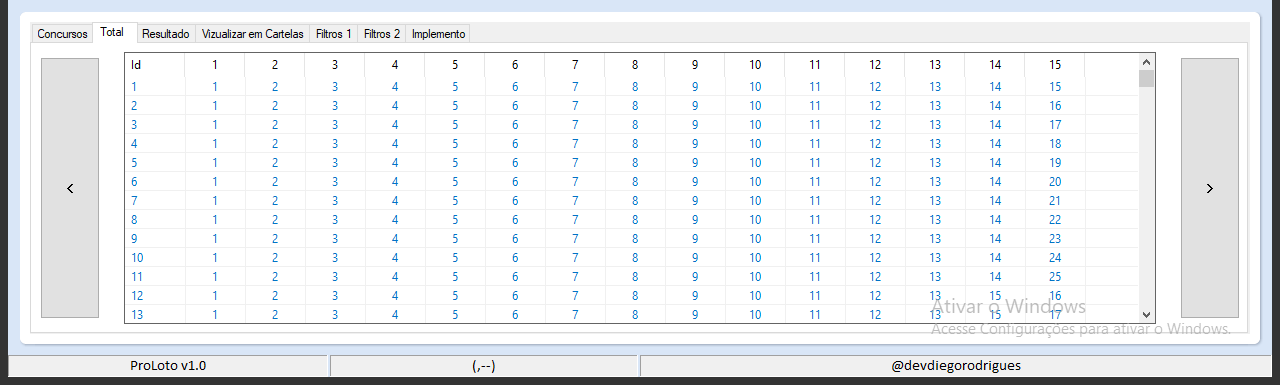 Concursos Total Resultado Vizualizar em Cartelas Filtros 1 Filtros 2 Implemento
Id 1 2 3 4 5 6 7 8 9 10 11 12 13 14 15
1 1 2 3 4 5 6 7 8 9 10 11 12 13 14 15
2 1 2 3 4 5 6 7 8 9 10 11 12 13 14 16
3 1 2 3 4 5 6 7 8 9 10 11 12 13 14 17
4 1 2 3 4 5 6 7 8 9 10 11 12 13 14 18
5 1 2 3 4 5 6 7 8 9 10 11 12 13 14 19
6 1 2 3 4 5 6 7 8 9 10 11 12 13 14 20
< 7 1 2 3 4 5 6 7 8 9 10 11 12 13 14 21 >
8 1 2 3 4 5 6 7 8 9 10 11 12 13 14 22
9 1 2 3 4 5 6 7 8 9 10 11 12 13 14 23
10 1 2 3 4 5 6 7 8 9 10 11 12 13 14 24
11 1 2 3 4 5 6 7 8 9 10 11 12 13 14 25
12 1 2 3 4 5 6 7 8 9 10 11 12 13 15 16
13 1 2 3 4 5 6 7 8 9 10 11 12 13 15 17
Ativar o Windows
Acesse Configurações para ativar o Windows.
ProLoto v1.0 (,--) @devdiegorodrigues